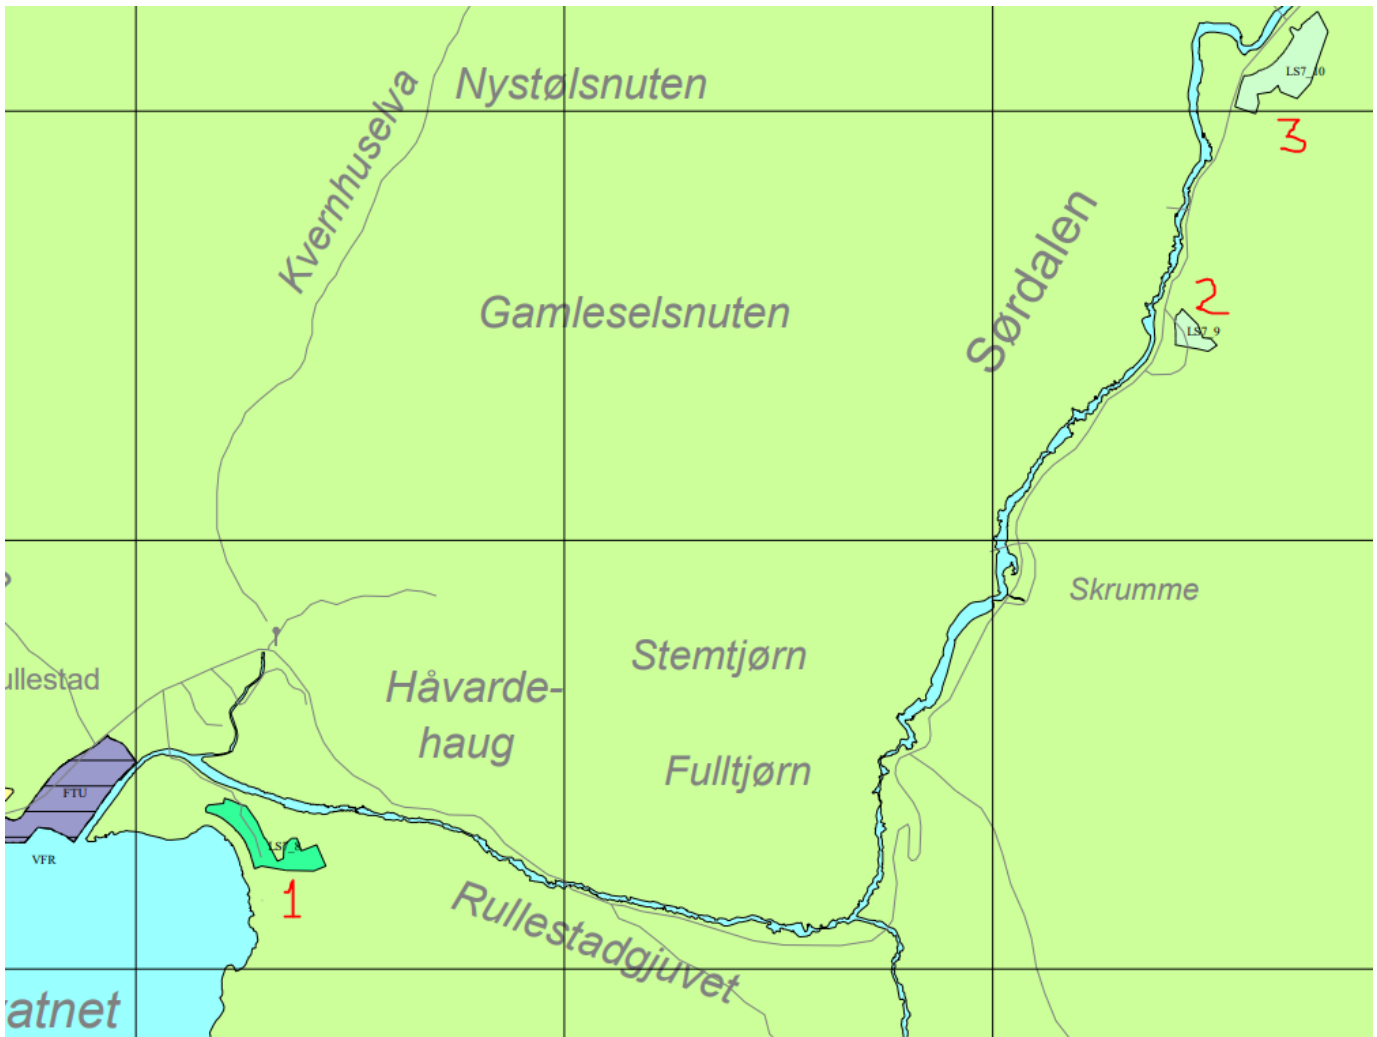 Nystølsnuten
LS7_10
3
Kvernhuselva
Sørdalen
2
Gamleselsnuten
LS7_9
Skrumme
Stemtjørn
ullestad
Håvarde-
haug
Fulltjørn
FTU
VFR
1
Rullestadgjuvet
atnet